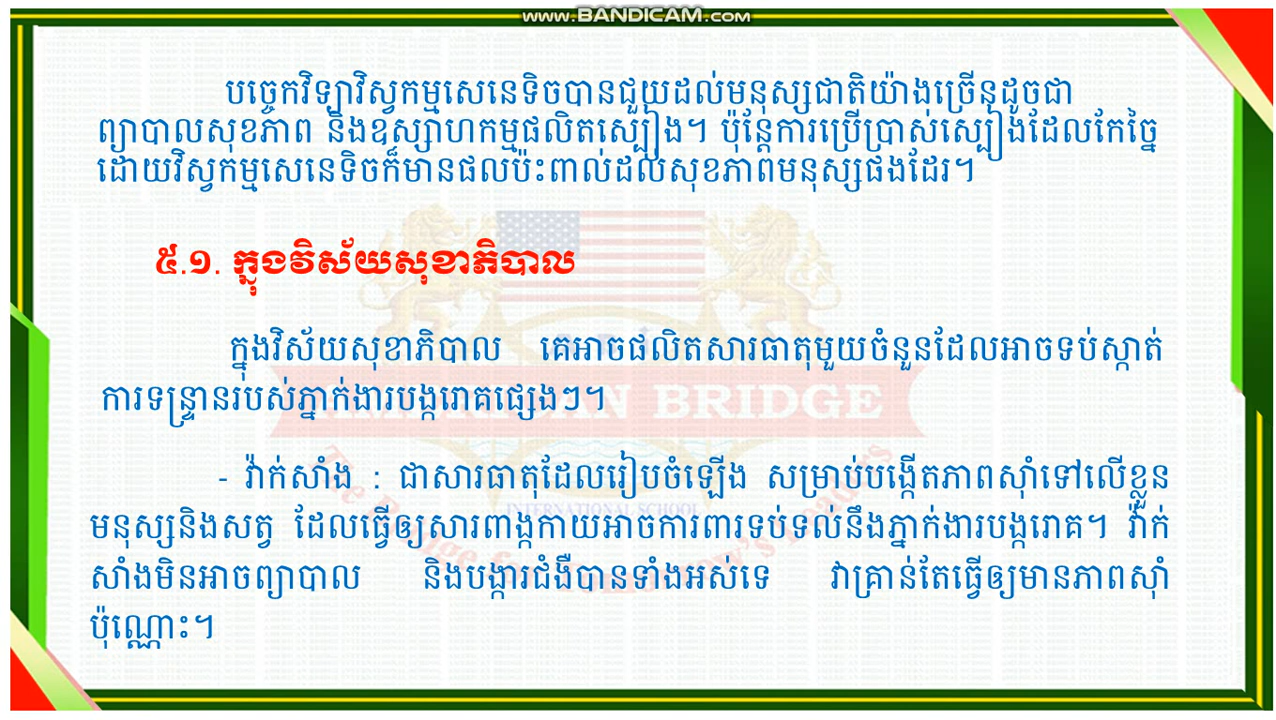 www.BANDICAM.com
បច្ចេកវិទ្យាវិស្វកម្មសេនេទិចបានជួយដល់មនុស្សជាតិយ៉ាងច្រើនដូចជា
ព្យាបាលសុខភាព និងឧស្សាហកម្មផលិតស្បៀង។ ប៉ុន្តែការប្រើប្រាស់ស្បៀងដែលកែច្នៃ
ដោយវិស្វកម្មសេនេទិចក៏មានផលប៉ះពាល់ដល់សុខភាពមនុស្សផងដែរ។
៥.១. ក្នុងវិស័យសុខាភិបាល
ក្នុងវិស័យសុខាភិបាល គេអាចផលិតសារធាតុមួយចំនួនដែលអាចទប់ស្កាត់
ការទន្ទ្រានរបស់ភ្នាក់ងារបង្ករោគផ្សេងៗ។
AMERICAN BRIDGE
- វ៉ាក់សាំង : ជាសារធាតុដែលរៀបចំឡើង សម្រាប់បង្កើតភាពស៊ាំទៅលើខ្លួន
INTERNATIONAL SCHOOL
មនុស្សនិងសត្វ ដែលធ្វើឲ្យសារពាង្គកាយអាចការពារទប់ទល់នឹងភ្នាក់ងារបង្ករោគ។ វ៉ាក់
សាំងមិនអាចព្យាបាល និងបង្ការជំងឺបានទាំងអស់ទេ វាគ្រាន់តែធ្វើឲ្យមានភាពស៊ាំ
ប៉ុណ្ណោះ។